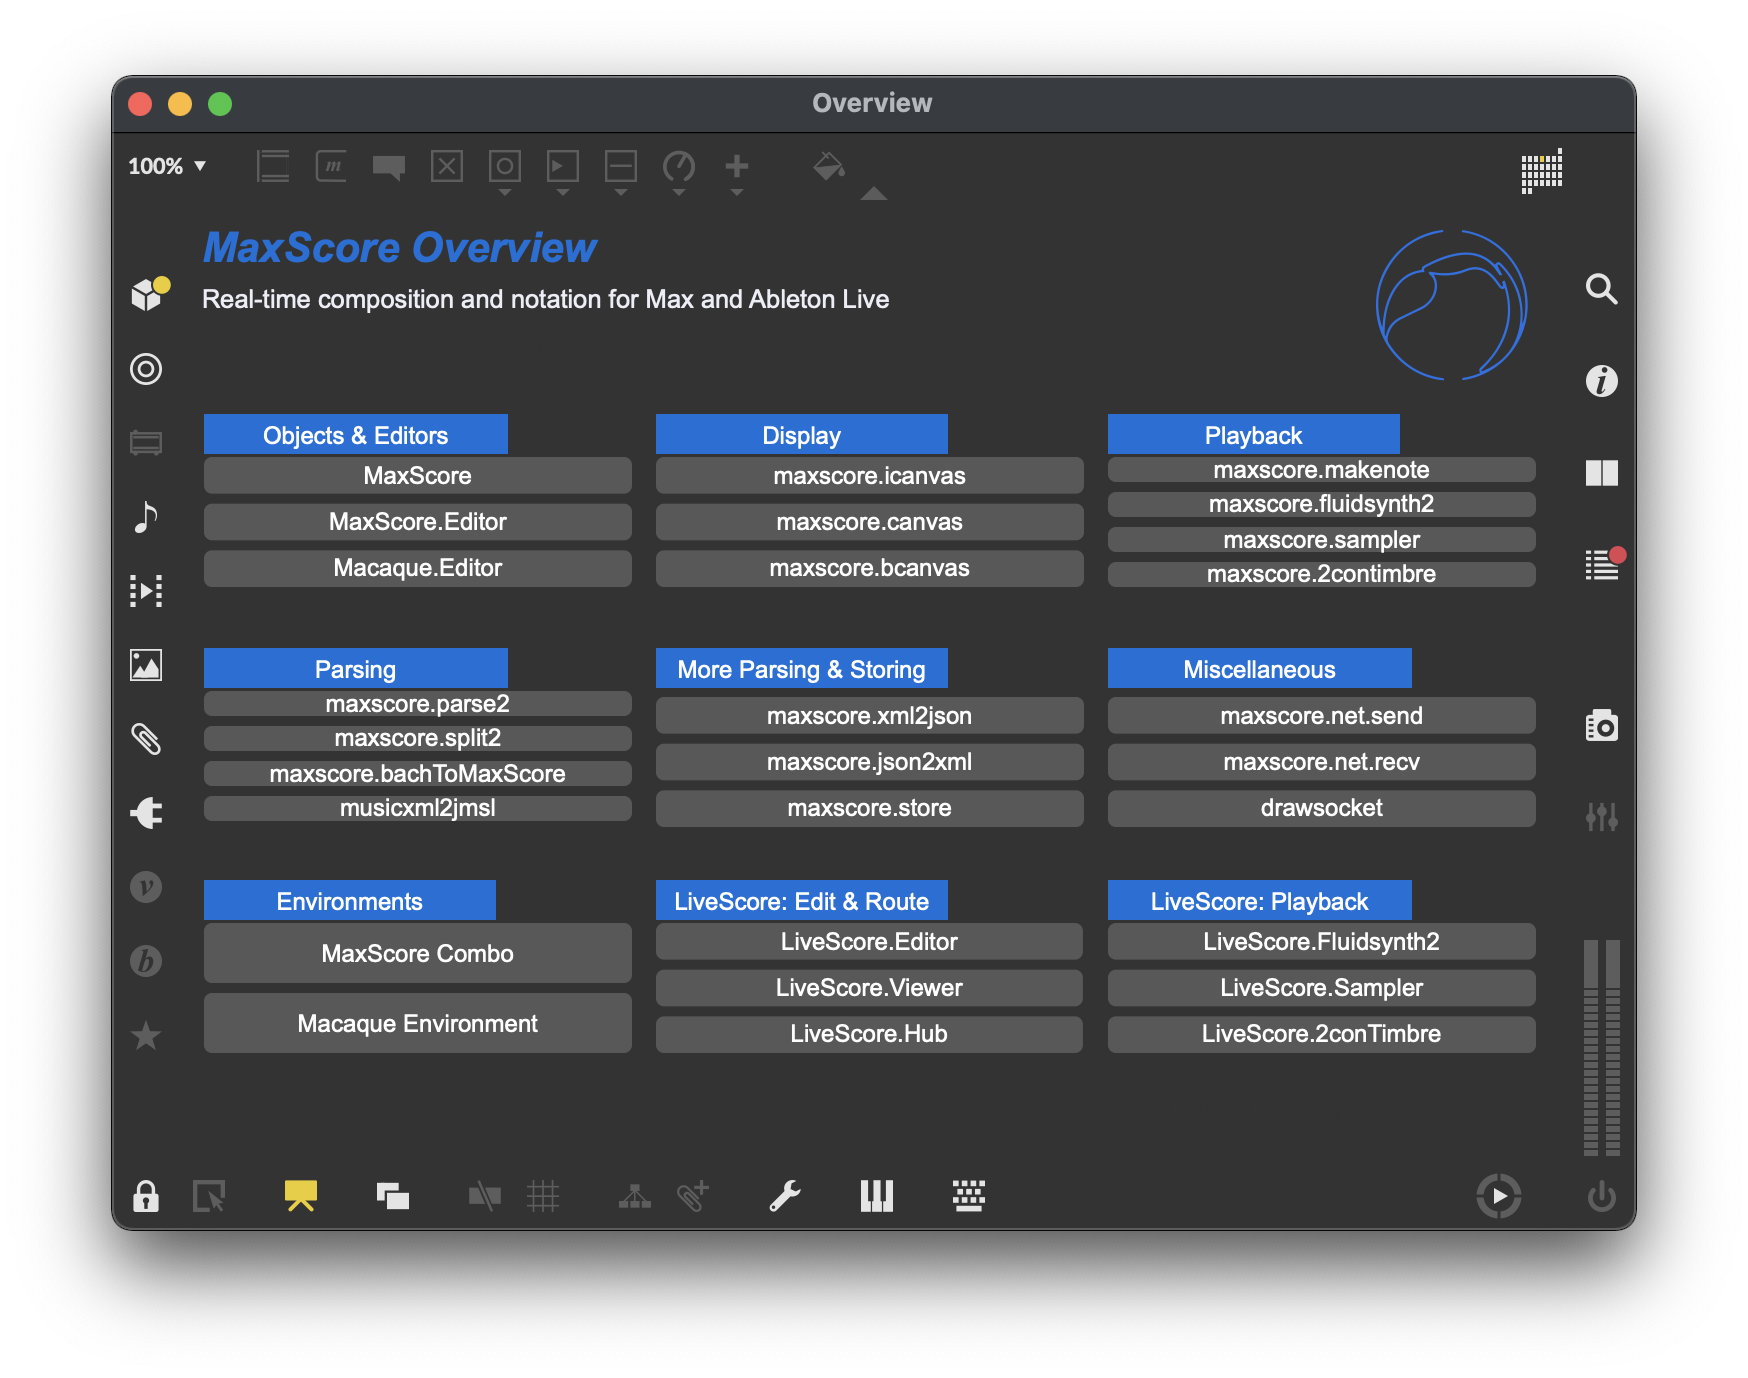 Overview
100%
m
MaxScore Overview
Real-time composition and notation for Max and Ableton Live
i
Objects & Editors
MaxScore
MaxScore.Editor
Macaque.Editor
Display
maxscore.icanvas
maxscore.canvas
maxscore.bcanvas
Playback
maxscore.makenote
maxscore.fluidsynth2
maxscore.sampler
maxscore.2contimbre
Parsing
maxscore.parse2
maxscore.split2
maxscore.bachToMaxScore
musicxml2jmsl
More Parsing & Storing
maxscore.xml2json
maxscore.json2xml
maxscore.store
Miscellaneous
maxscore.net.send
maxscore.net.recv
drawsocket
v
b
Environments
MaxScore Combo
Macaque Environment
LiveScore: Edit & Route
LiveScore.Editor
LiveScore.Viewer
LiveScore.Hub
LiveScore: Playback
LiveScore.Fluidsynth2
LiveScore.Sampler
LiveScore.2conTimbre